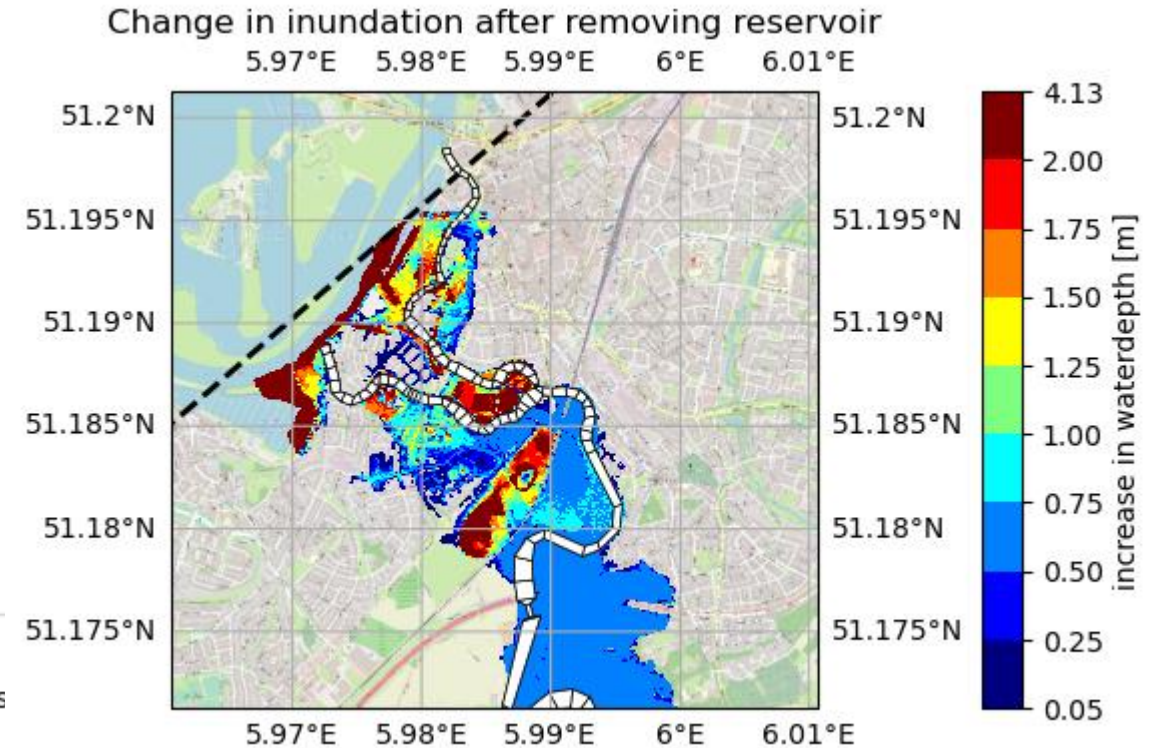 Change in inundation after removing reservoir
5.97°E 5.98°E 5.99°E 6°E 6.01°E
51.2°N 51.2°N
51.195°N 51.195°N
51.19°N 51.19°N
51.185°N 51.185°N
51.18°N 51.18°N
51.175°N 51.175°N
5.97°E 5.98°E 5.99°E 6°E 6.01°E
4.13
2.00
1.75
1.50
1.25
1.00
0.75
0.50
0.25
0.05
increase in waterdepth [m]
s